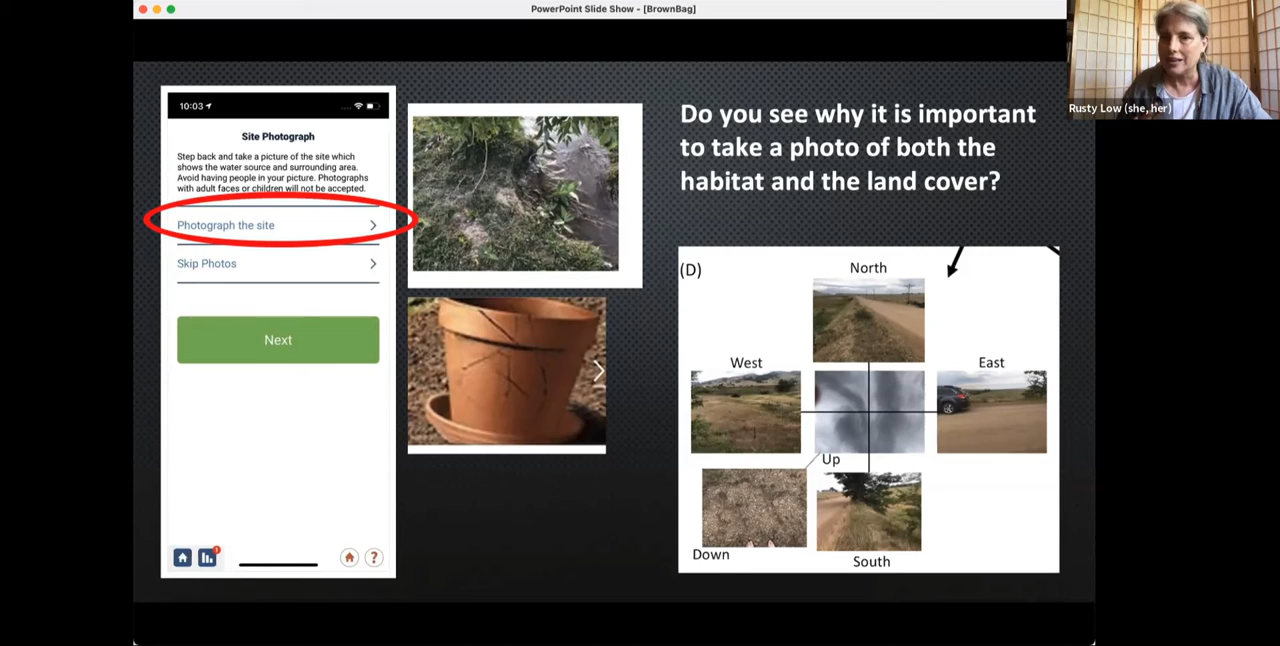 PowerPoint Slide Show - [BrownBag]
Rusty Low (she, her)
10:03
Site Photograph
Step back and take a picture of the site which
shows the water source and surrounding area.
Avoid having people in your picture. Photographs
with adult faces or children will not be accepted.
Photograph the site
Skip Photos
Next
1
?
Do you see why it is important
to take a photo of both the
habitat and the land cover?
(D)
North
West
East
Up
Down
South